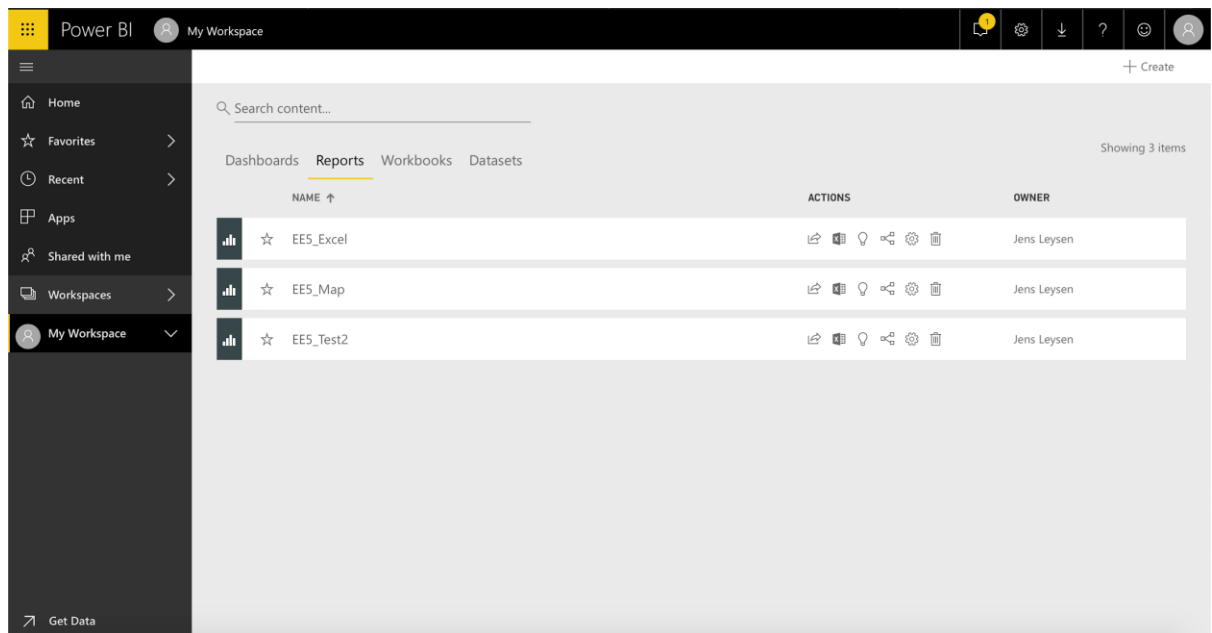 Power BI My Workspace 1 ?
+ Create
Home
Favorites
Recent
Apps
Shared with me
Workspaces
My Workspace
Get Data
Search content...
Showing 3 items
Dashboards Reports Workbooks Datasets
NAME ↑ ACTIONS OWNER
EE5_Excel Jens Leysen
EE5_Map Jens Leysen
EE5_Test2 Jens Leysen